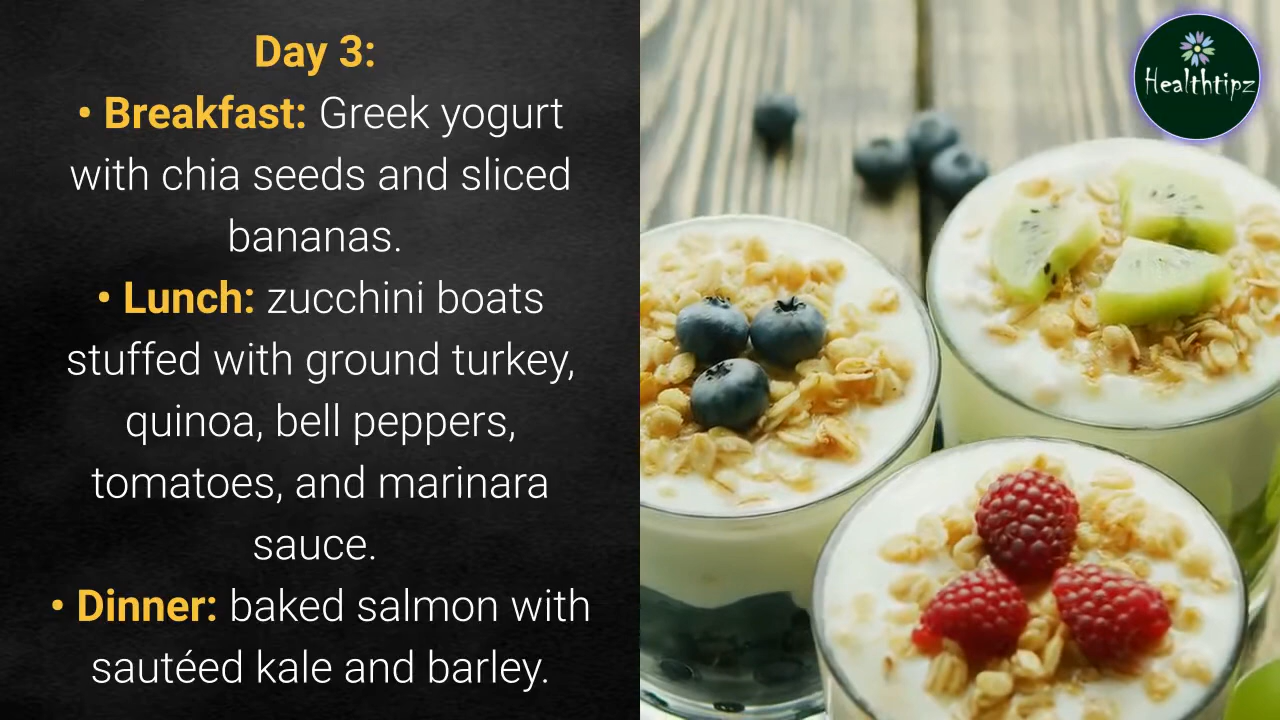 Day 3:
• Breakfast: Greek yogurt
with chia seeds and sliced
bananas.
• Lunch: zucchini boats
stuffed with ground turkey,
quinoa, bell peppers,
tomatoes, and marinara
sauce.
• Dinner: baked salmon with
sautéed kale and barley.
Healthtipz